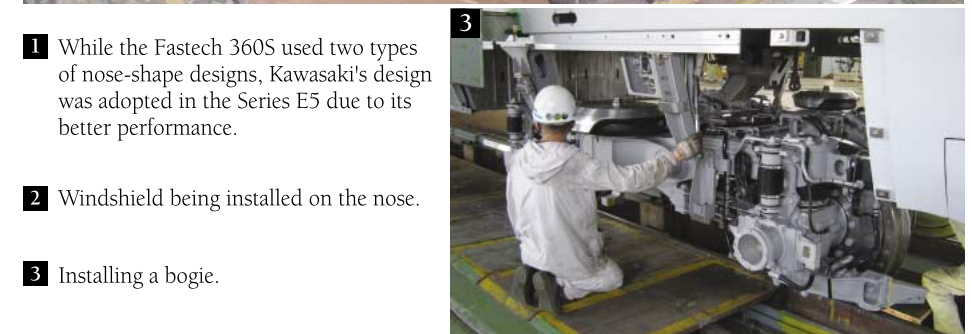 1 While the Fastech 360S used two types
of nose-shape designs, Kawasaki's design
was adopted in the Series E5 due to its
better performance.
2 Windshield being installed on the nose.
3 Installing a bogie.
3